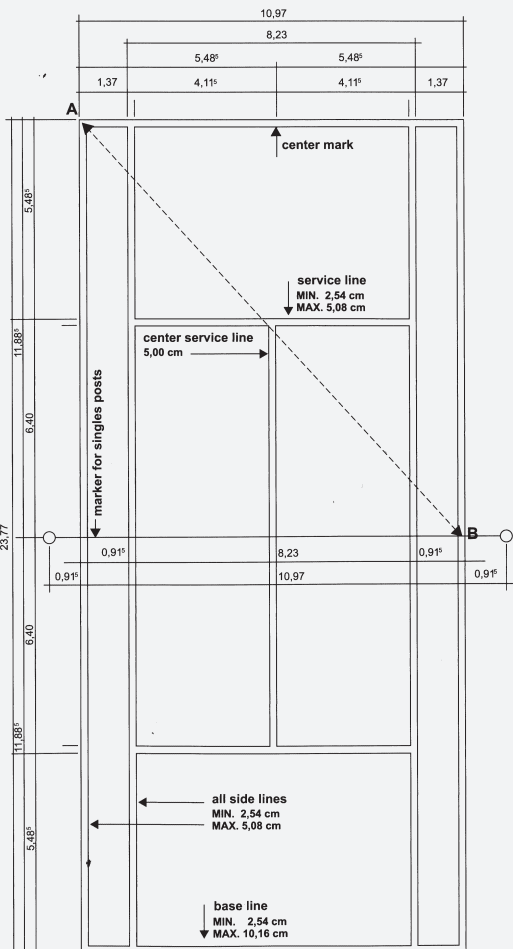 10,97
8,23
5,48⁵ 5,48⁵
1,37 4,11⁵ 4,11⁵ 1,37
A
center mark
5,48⁵
service line
MIN. 2,54 cm
MAX. 5,08 cm
center service line
5,00 cm
11,88⁵
marker for singles posts
6,40
23,77
B
0,91⁵ 8,23 0,91⁵
0,91⁵ 10,97 0,91⁵
6,40
11,88⁵
all side lines
MIN. 2,54 cm
MAX. 5,08 cm
5,48⁵
base line
MIN. 2,54 cm
MAX. 10,16 cm